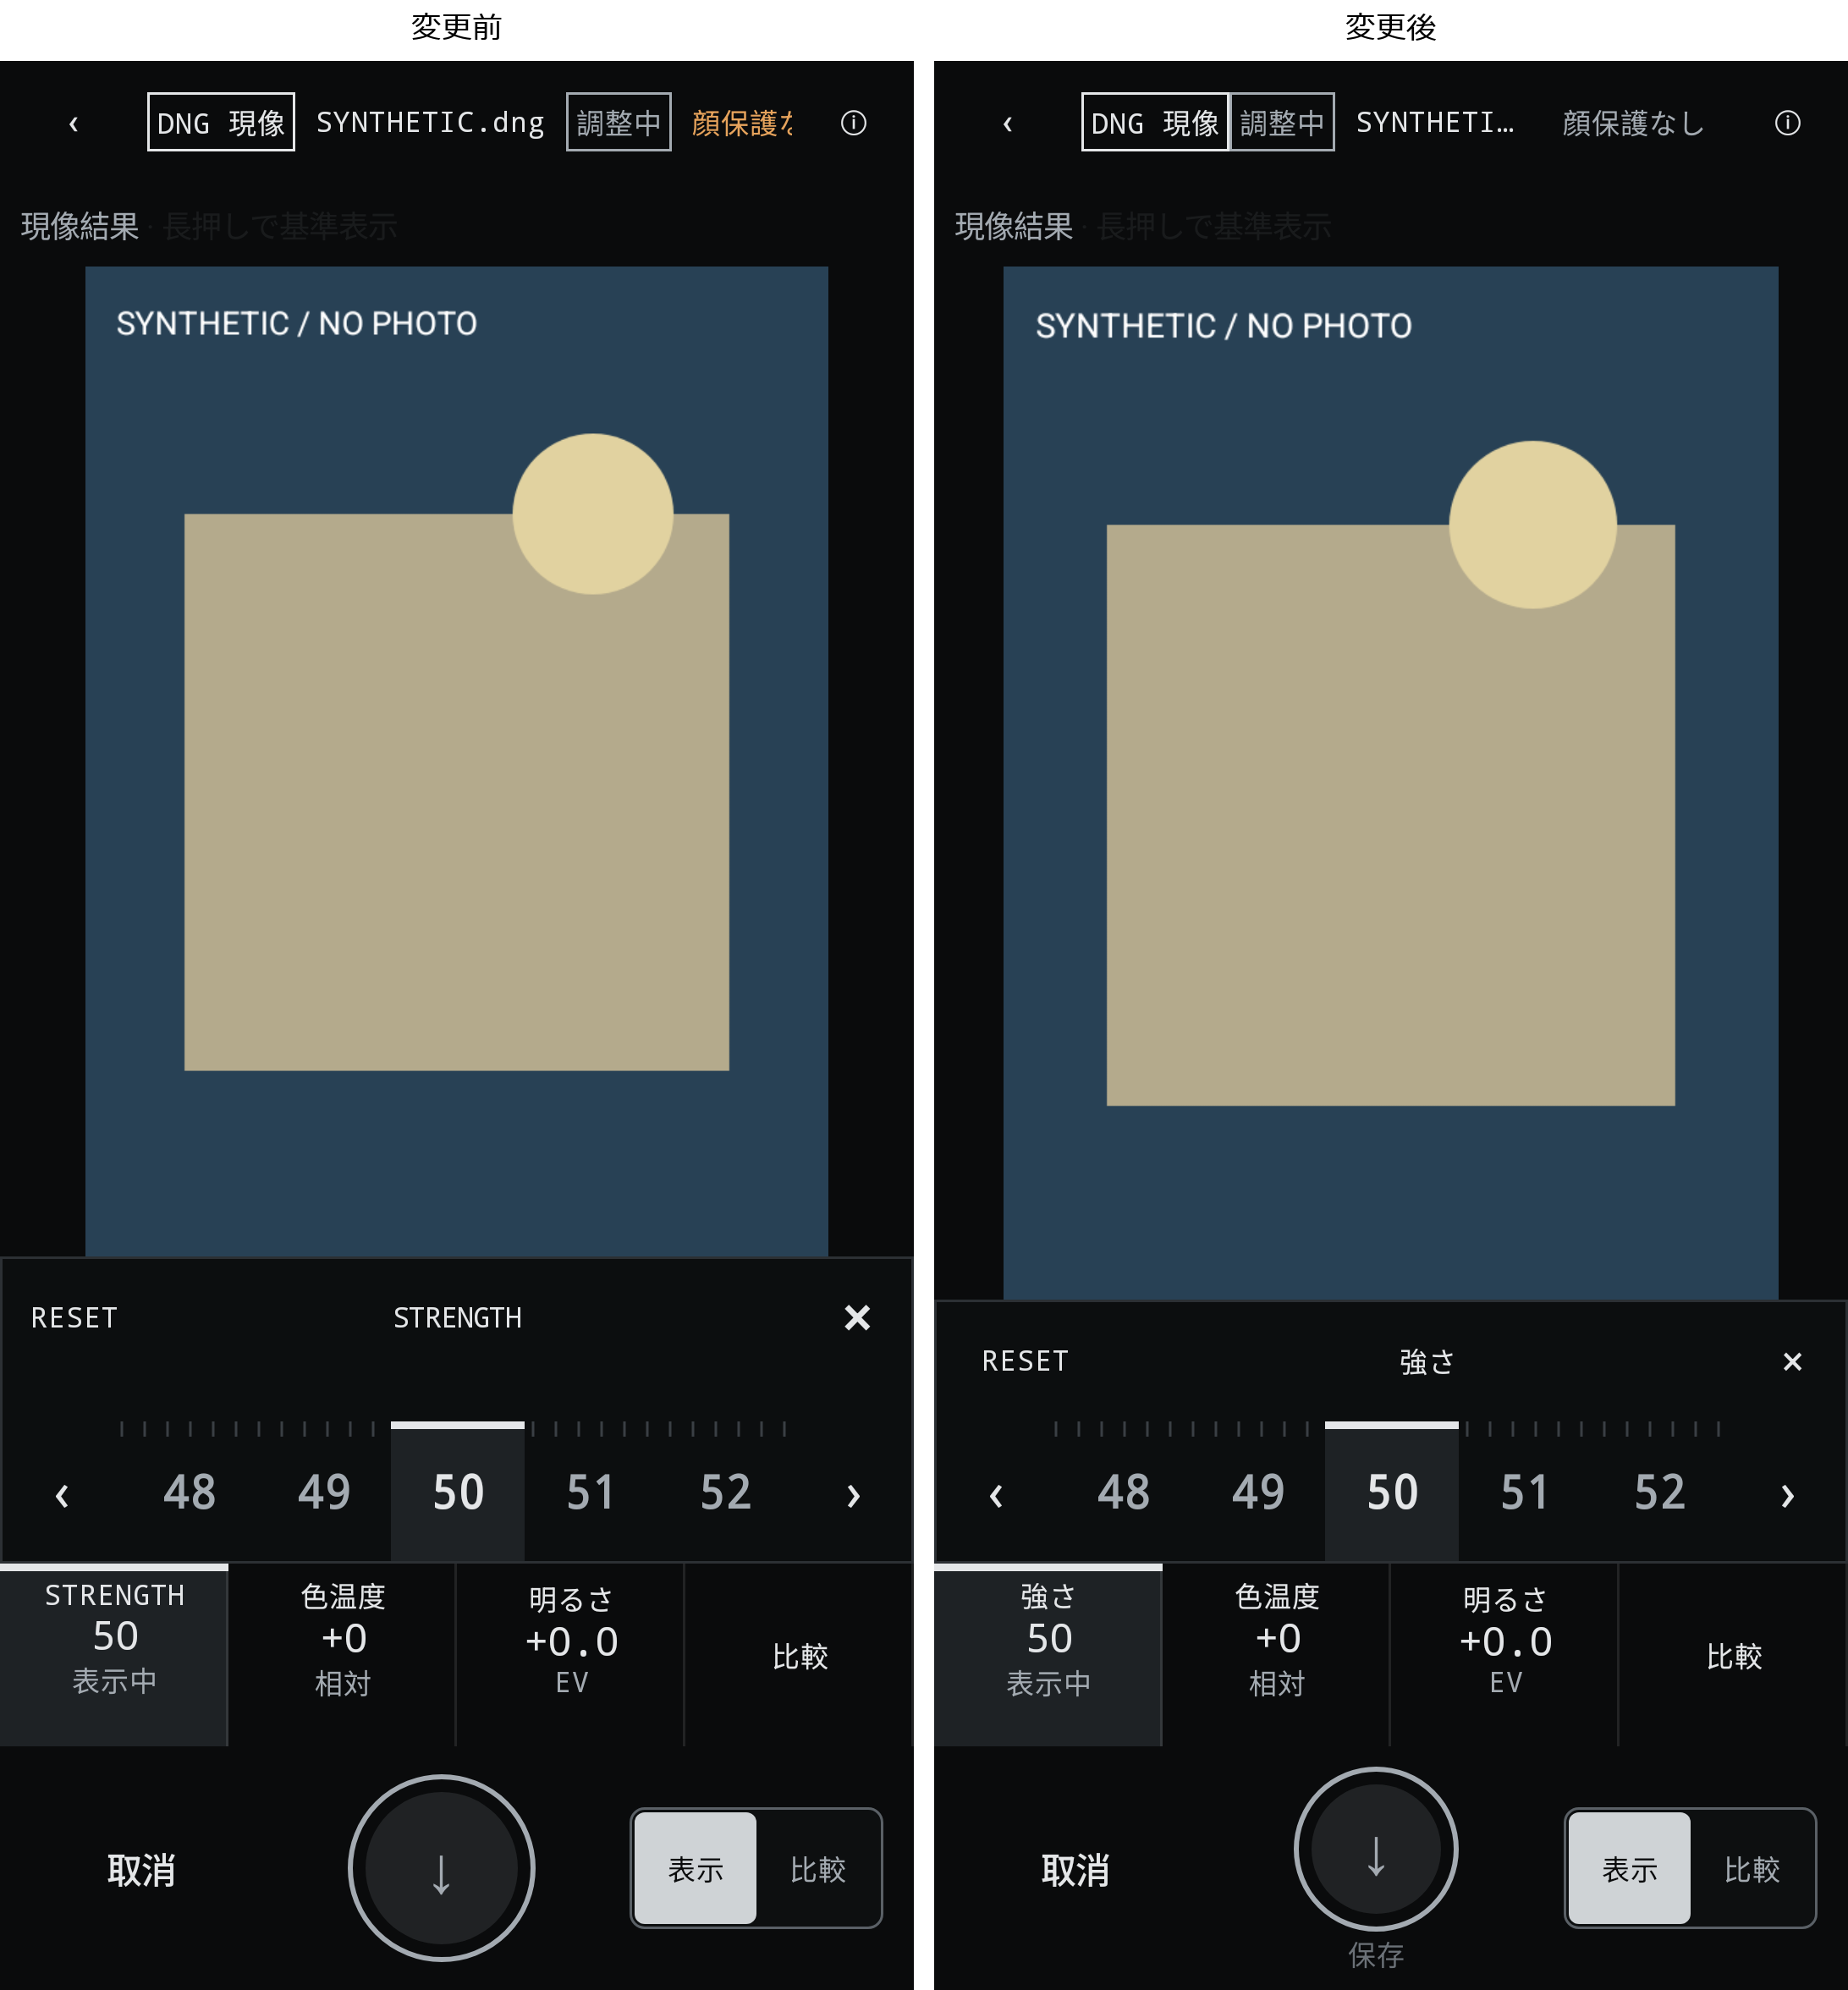 変更前
‹ DNG 現像 SYNTHETIC.dng 調整中 顔保護 ⓘ
現像結果 · 長押しで基準表示
SYNTHETIC / NO PHOTO
RESET STRENGTH ×
‹ 48 49 50 51 52 ›
STRENGTH 色温度 明るさ 比較
50 +0 +0.0
表示中 相対 EV
取消 ↓ 表示 比較
変更後
‹ DNG 現像 調整中 SYNTHETI… 顔保護なし ⓘ
現像結果 · 長押しで基準表示
SYNTHETIC / NO PHOTO
RESET 強さ ×
‹ 48 49 50 51 52 ›
強さ 色温度 明るさ 比較
50 +0 +0.0
表示中 相対 EV
取消 ↓ 表示 比較
保存